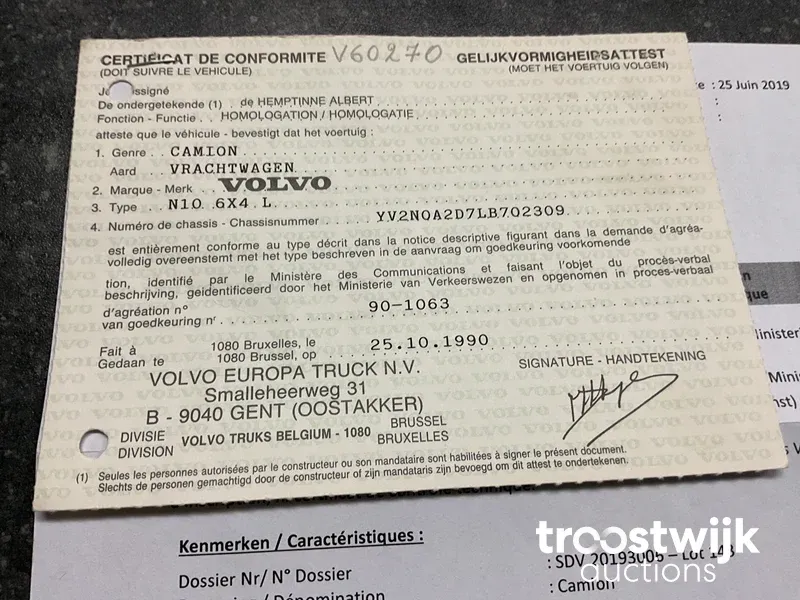 CERTIFICAT DE CONFORMITE V60270 GELIJKVORMIGHEIDSATTEST
(DOIT SUIVRE LE VEHICULE) (MOET HET VOERTUIG VOLGEN)
De ondergetekende (1) . de HEMPTINNE ALBERT
Fonction - Functie . . HOMOLOGATION / HOMOLOGATIE
atteste que le véhicule - bevestigt dat het voertuig :
1. Genre . . CAMION
Aard . . VRACHTWAGEN
2. Marque - Merk . . VOLVO
3. Type . . N10 6X4 L
4. Numéro de chassis - Chassisnummer . . . YV2N0A2D7LB702309
est entièrement conforme au type décrit dans la notice descriptive figurant dans la demande d'agréa-
volledig overeenstemt met het type beschreven in de aanvraag om goedkeuring voorkomende
tion, identifié par le Ministère des Communications et faisant l'objet du procès-verbal
beschrijving, geidentificeerd door het Ministerie van Verkeerswezen en opgenomen in proces-verbaal
d'agréation n° 90-1063
van goedkeuring nr
Fait à 1080 Bruxelles, le 25.10.1990
Gedaan te 1080 Brussel, op
VOLVO EUROPA TRUCK N.V. SIGNATURE - HANDTEKENING
Smalleheerweg 31
B - 9040 GENT (OOSTAKKER)
DIVISIE VOLVO TRUKS BELGIUM - 1080 BRUSSEL
DIVISION BRUXELLES
(1) Seules les personnes autorisées par le constructeur ou son mandataire sont habilitées à signer le présent document.
Slechts de personen gemachtigd door de constructeur of zijn mandataris zijn bevoegd om dit attest te ondertekenen.
: 25 Juin 2019
Kenmerken / Caractéristiques :
Dossier Nr/ N° Dossier : SDV 20193005 – Lot 143
: Camion
troostwijk
auctions